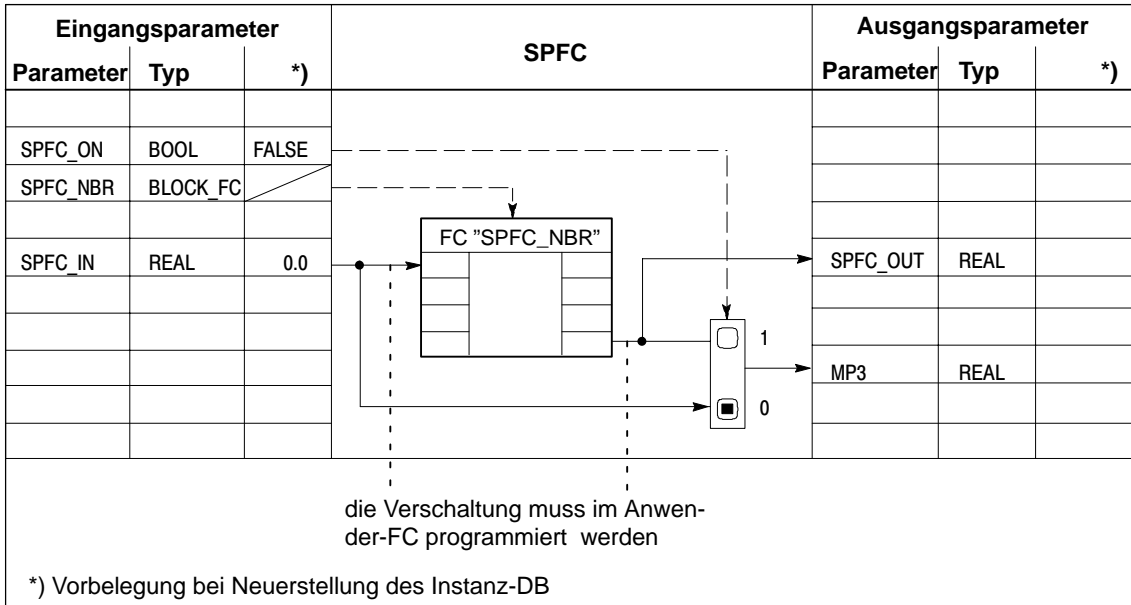 Eingangsparameter
SPFC
Ausgangsparameter
Parameter Typ *)
Parameter Typ *)
SPFC_ON BOOL FALSE
SPFC_NBR BLOCK_FC
FC ”SPFC_NBR”
SPFC_IN REAL 0.0
SPFC_OUT REAL
1
MP3 REAL
0
die Verschaltung muss im Anwen-
der-FC programmiert werden
*) Vorbelegung bei Neuerstellung des Instanz-DB